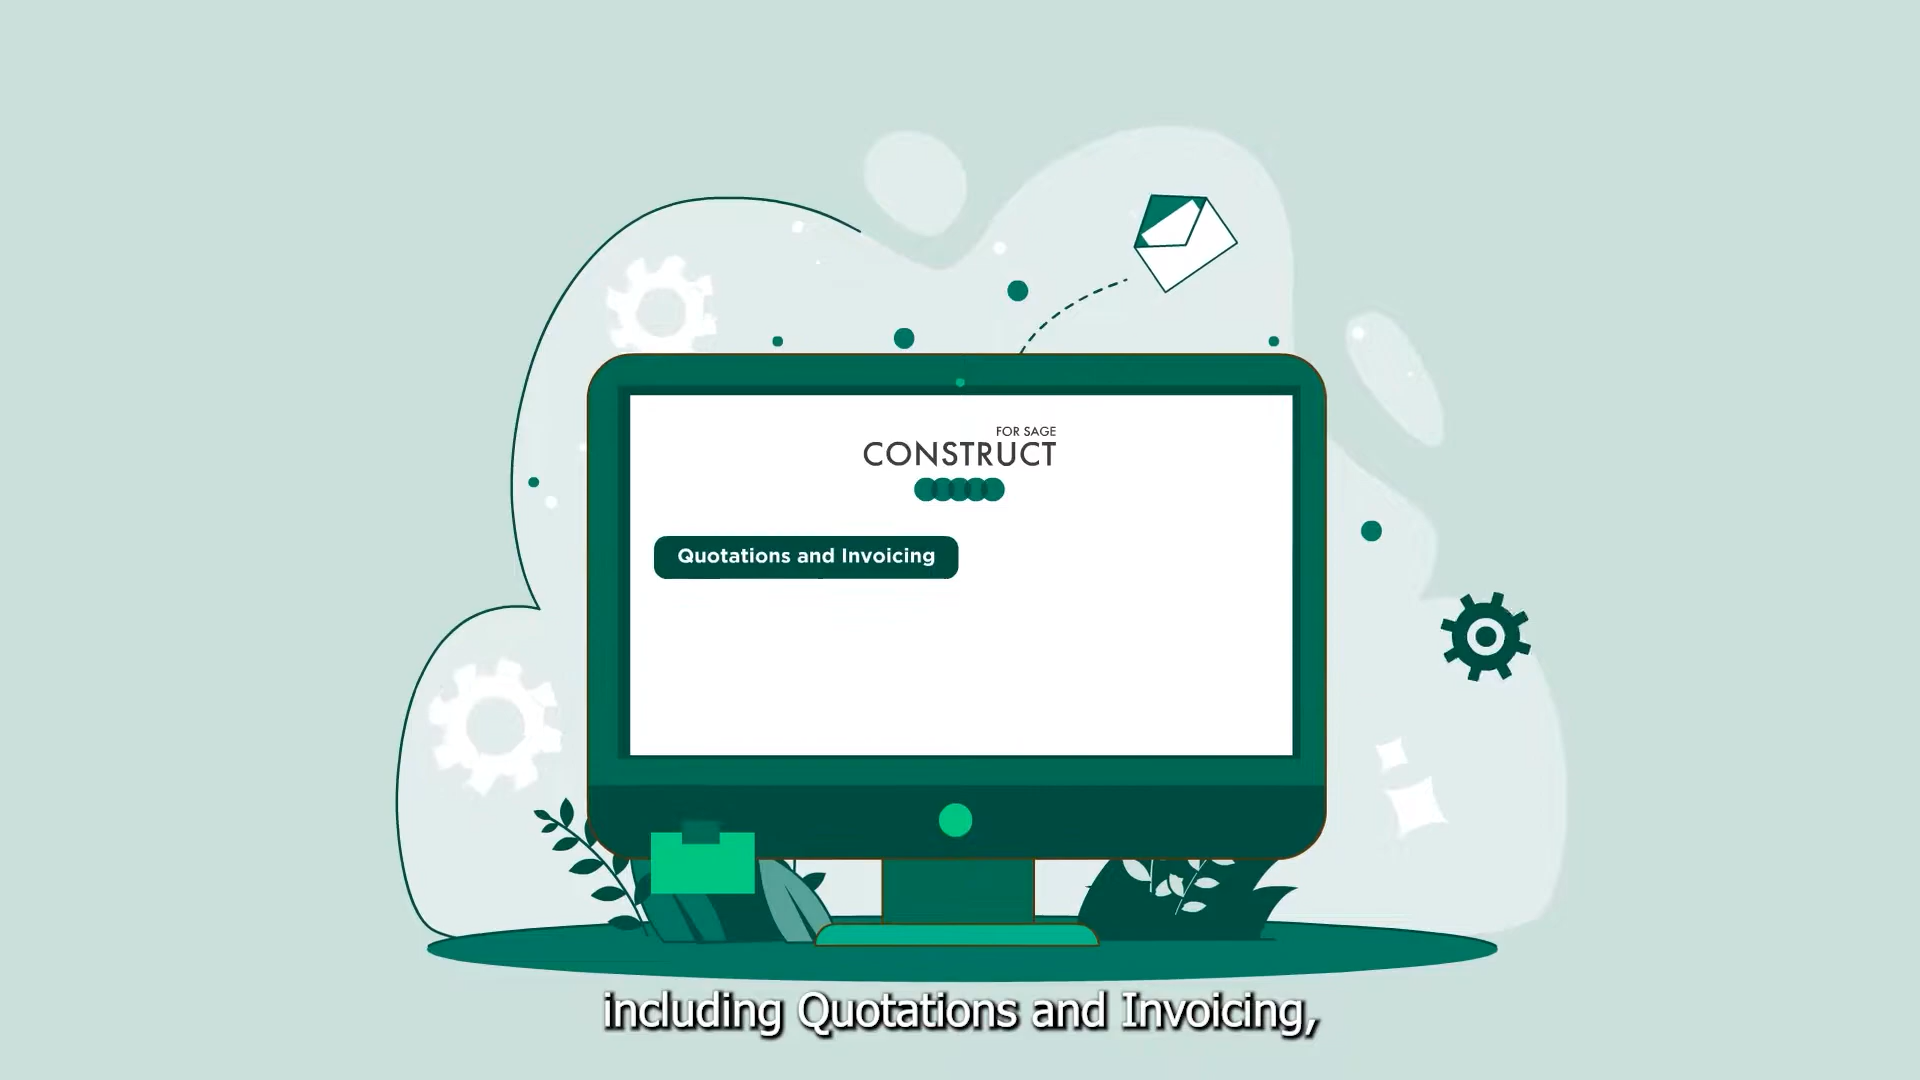 FOR SAGE
CONSTRUCT
Quotations and Invoicing
including Quotations and Invoicing,